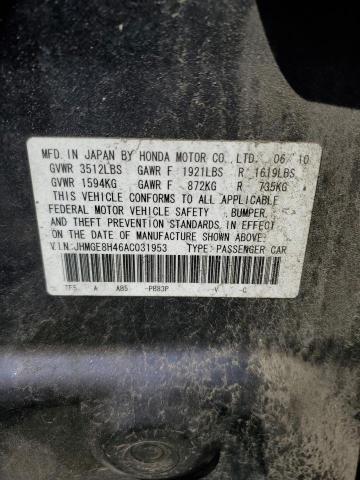 MFD. IN JAPAN BY HONDA MOTOR CO., LTD. 06 10
GVWR 3512LBS GAWR F 1921LBS R 1619LBS
GVWR 1594KG GAWR F 872KG R 735KG
THIS VEHICLE CONFORMS TO ALL APPLICABLE
FEDERAL MOTOR VEHICLE SAFETY, BUMPER,
AND THEFT PREVENTION STANDARDS IN EFFECT
ON THE DATE OF MANUFACTURE SHOWN ABOVE.
V.I.N: JHMGE8H46AC031953 TYPE: PASSENGER CAR
A -V -C